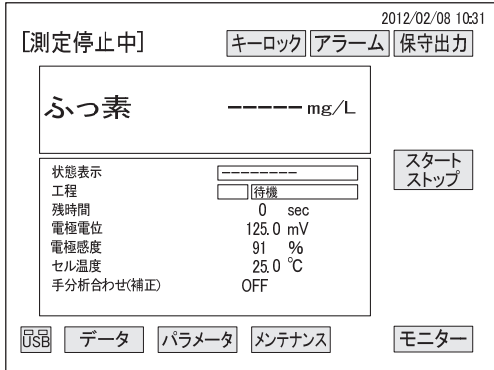 2012/02/08 10:31
[測定停止中] キーロック アラーム 保守出力
ふっ素 ----- mg/L
状態表示 --------
工程 待機
残時間 0 sec
電極電位 125.0 mV
電極感度 91 %
セル温度 25.0 ℃
手分析合わせ(補正) OFF
スタート
ストップ
USB データ パラメータ メンテナンス モニター